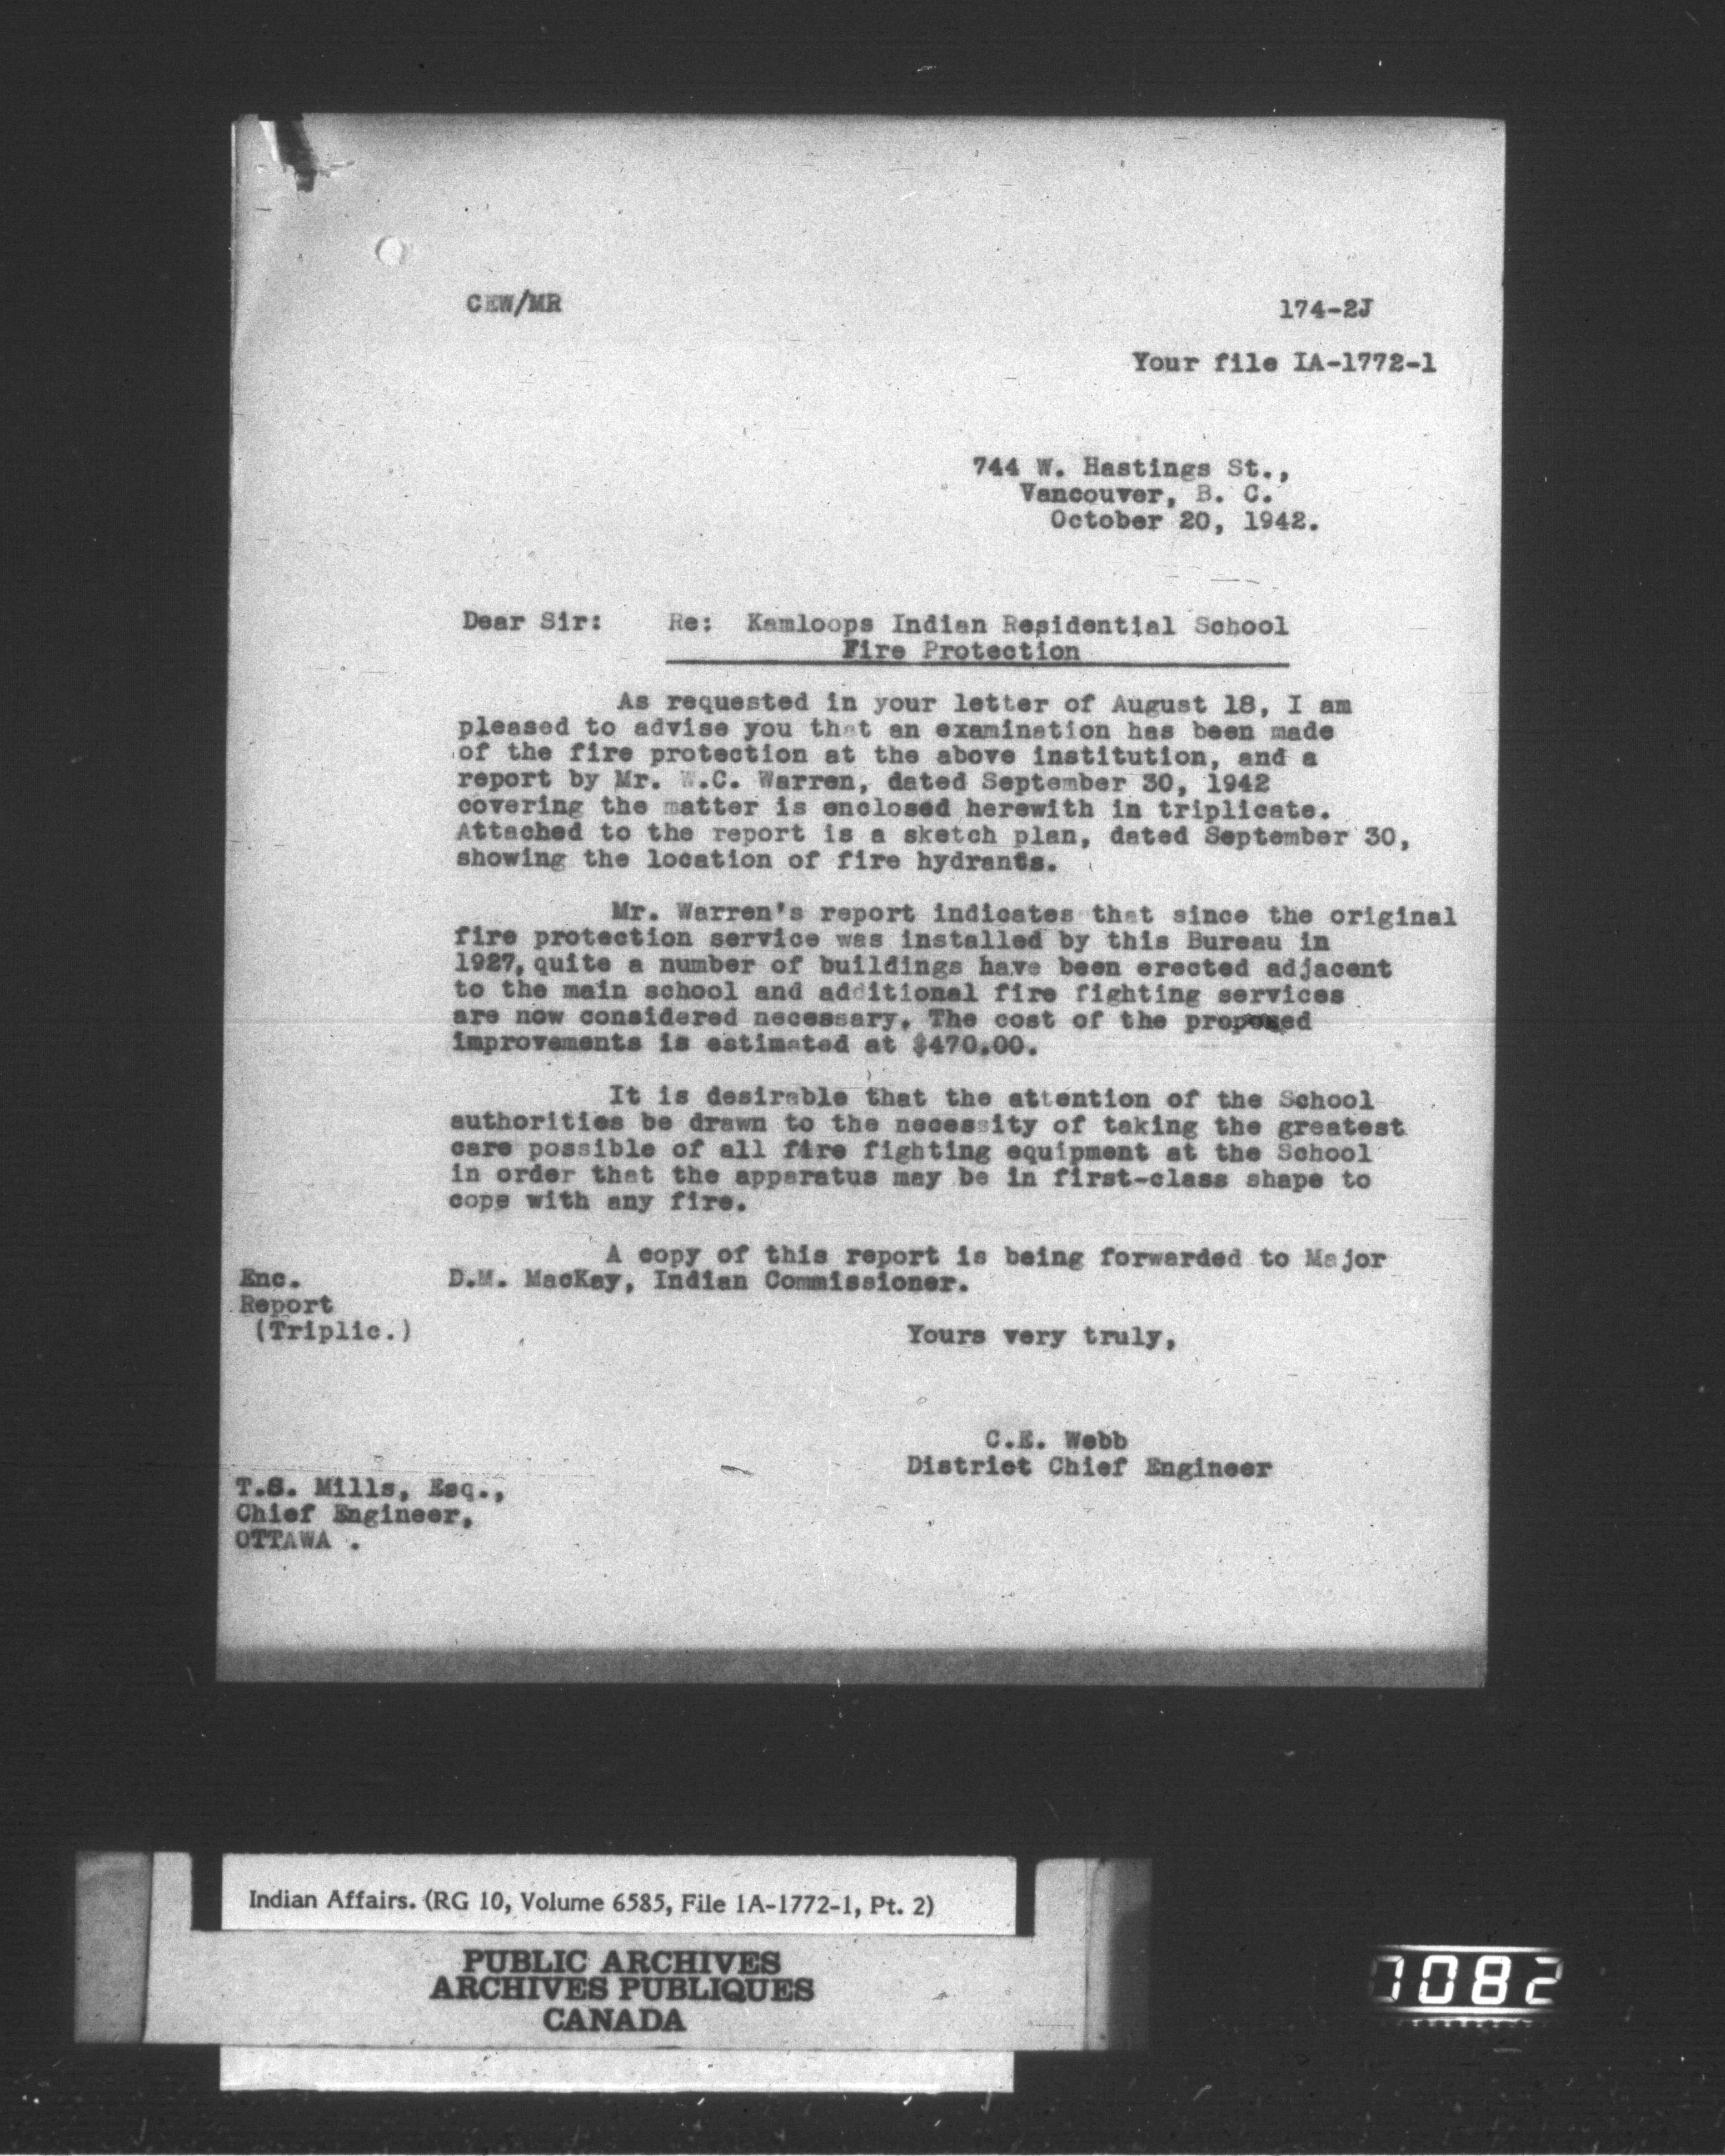 CEW/MR
174-2J
Your file IA-1772-1
744 W. Hastings St.,
Vancouver, B. C.
October 20, 1942.
Dear Sir: Re: Kamloops Indian Residential School
Fire Protection
As requested in your letter of August 18, I am
pleased to advise you that an examination has been made
of the fire protection at the above institution, and a
report by Mr. W.C. Warren, dated September 30, 1942
covering the matter is enclosed herewith in triplicate.
Attached to the report is a sketch plan, dated September 30,
showing the location of fire hydrants.
Mr. Warren's report indicates that since the original
fire protection service was installed by this Bureau in
1927, quite a number of buildings have been erected adjacent
to the main school and additional fire fighting services
are now considered necessary. The cost of the proposed
improvements is estimated at $470.00.
It is desirable that the attention of the School
authorities be drawn to the necessity of taking the greatest
care possible of all fire fighting equipment at the School
in order that the apparatus may be in first-class shape to
cope with any fire.
A copy of this report is being forwarded to Major
D.M. MacKay, Indian Commissioner.
Enc.
Report
(Triplic.)
Yours very truly,
C.E. Webb
District Chief Engineer
T.S. Mills, Esq.,
Chief Engineer,
OTTAWA .
Indian Affairs. (RG 10, Volume 6585, File 1A-1772-1, Pt. 2)
PUBLIC ARCHIVES
ARCHIVES PUBLIQUES
CANADA
7082